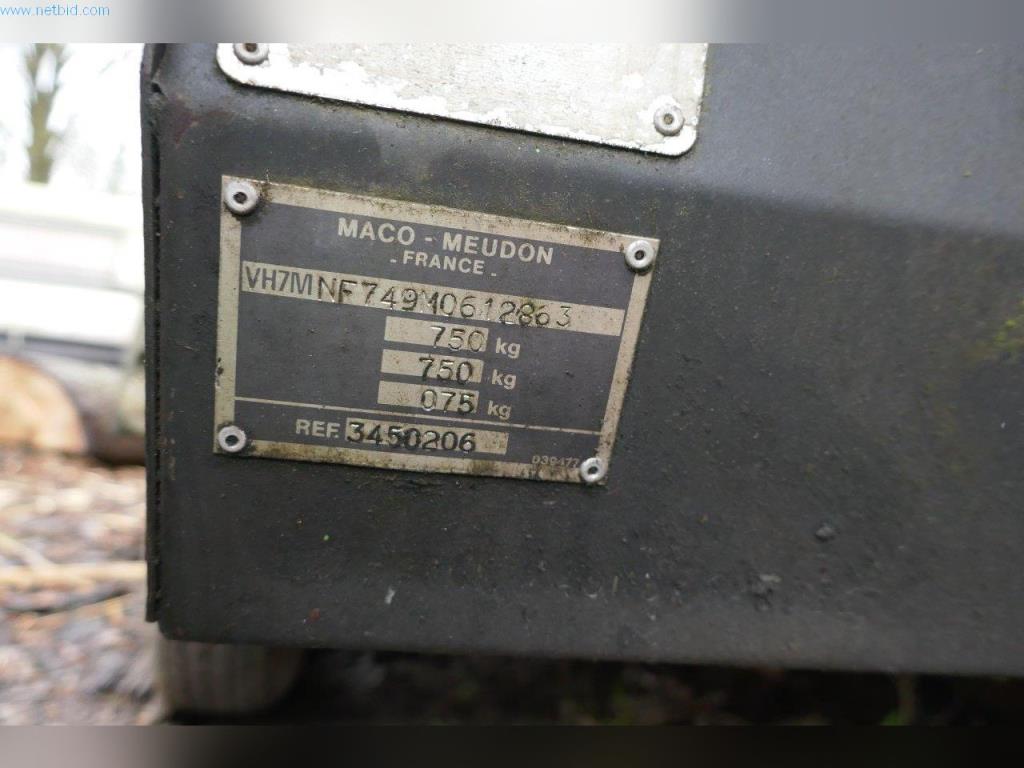 www.netbid.com
MACO - MEUDON
- FRANCE -
VH7MNF749M0612863
750 kg
750 kg
075 kg
REF. 3450206
039477